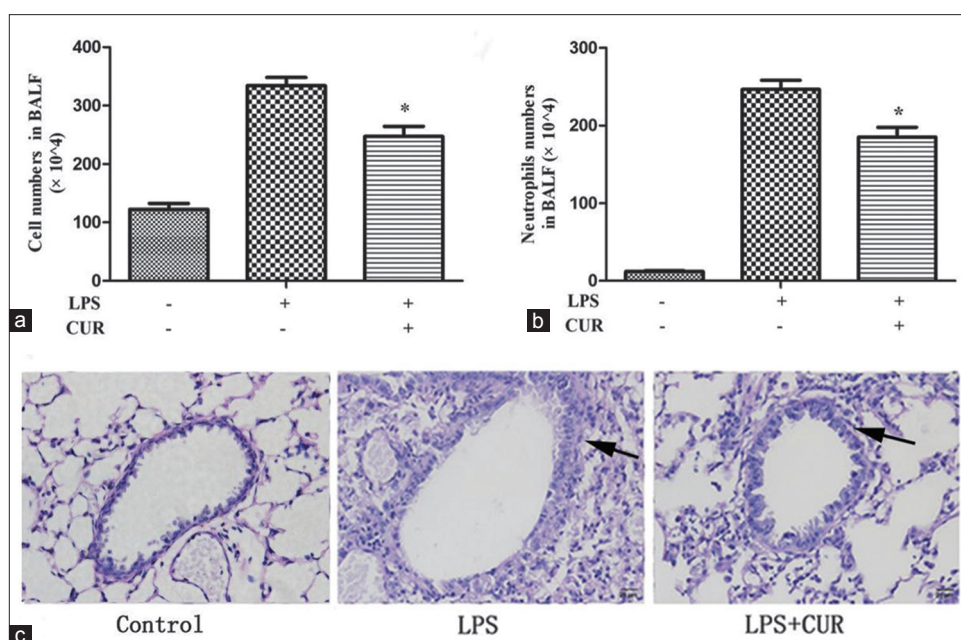 400
300
200
100
0
Cell numbers in BALF
(× 10^4)
*
LPS - + +
CUR - - +
a
300
200
100
0
Neutrophils numbers
in BALF (× 10^4)
*
LPS - + +
CUR - - +
b
Control LPS LPS+CUR
c